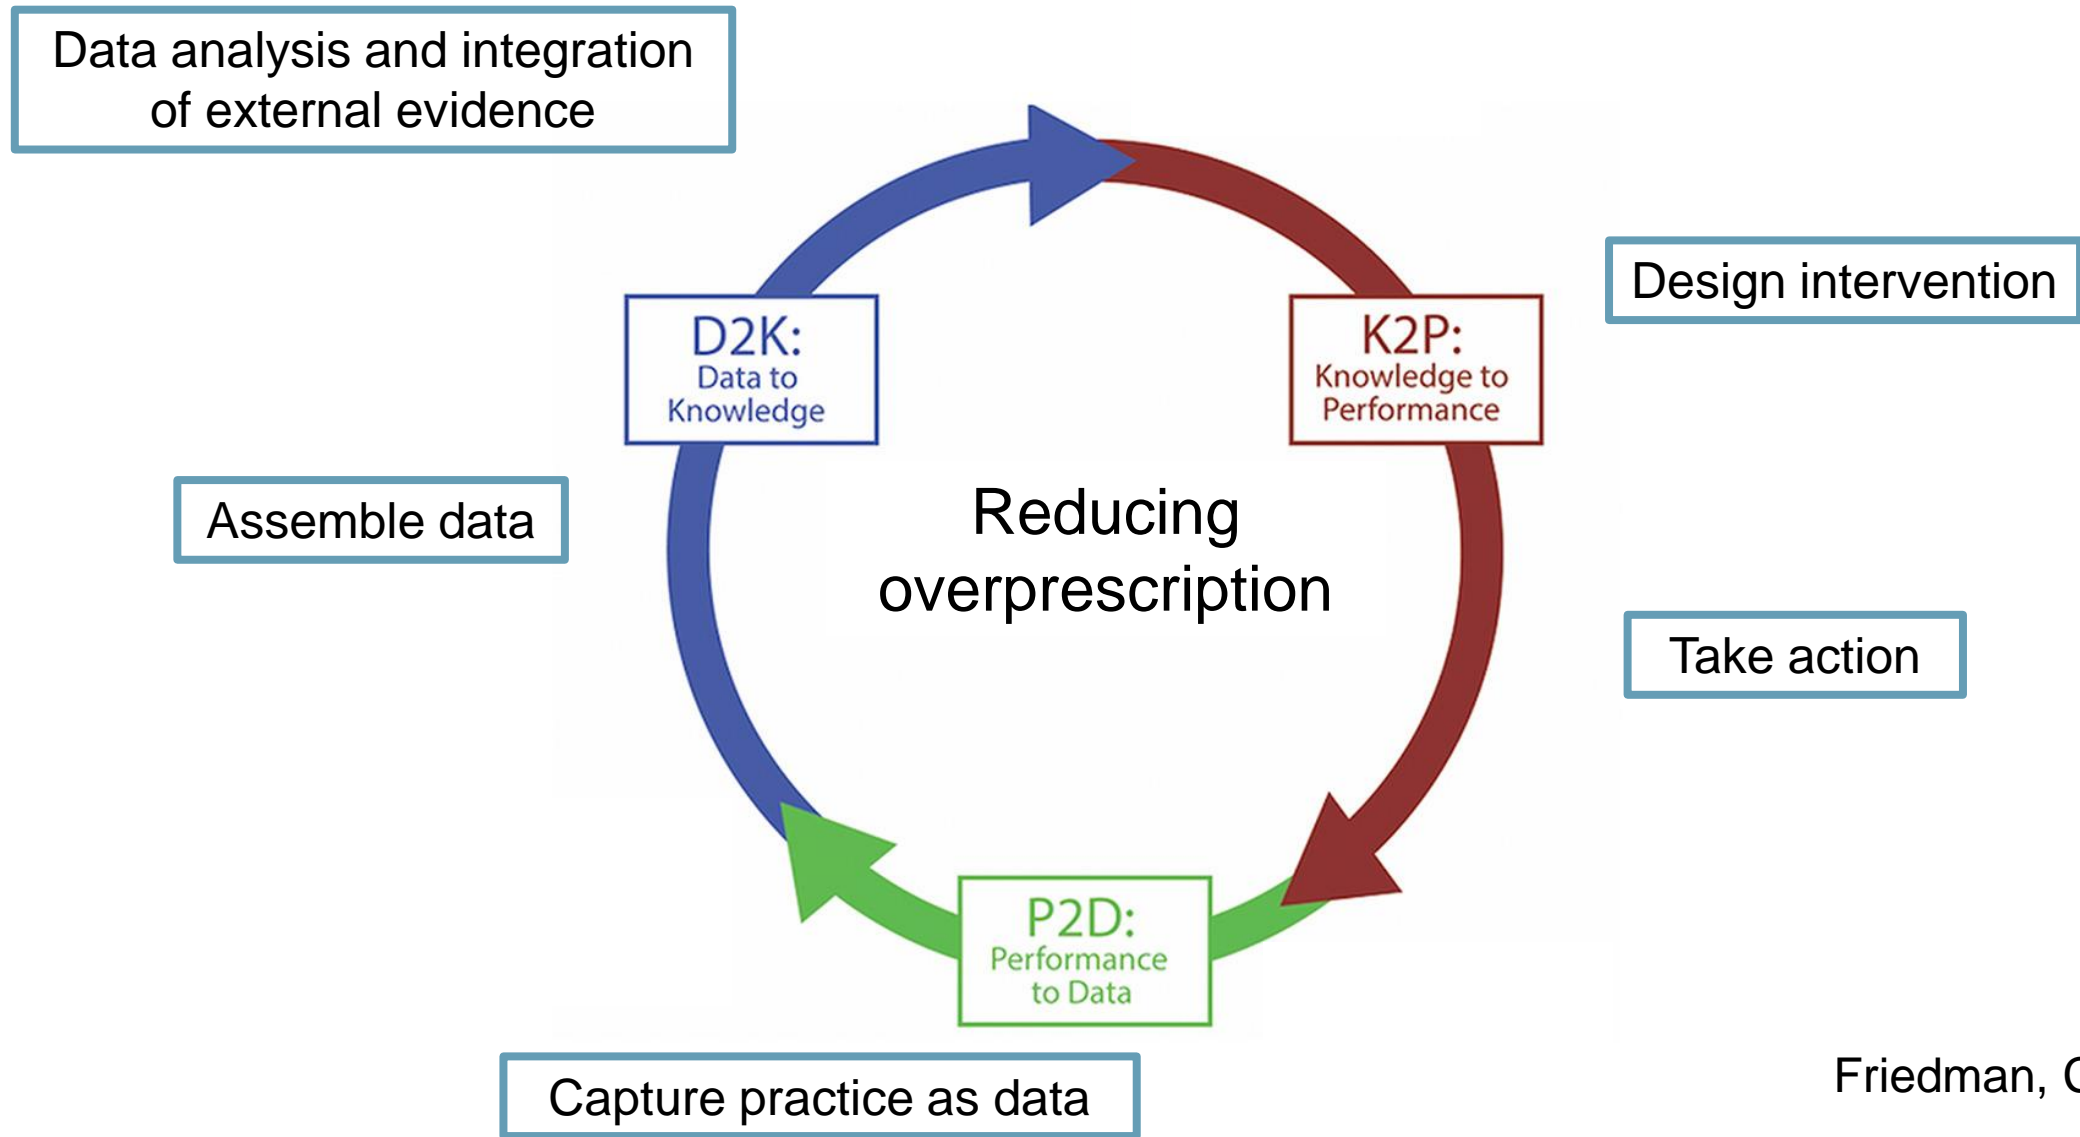 Data analysis and integration
of external evidence
D2K:
Data to
Knowledge
K2P:
Knowledge to
Performance
Design intervention
Assemble data
Reducing
overprescription
Take action
P2D:
Performance
to Data
Capture practice as data
Friedman,